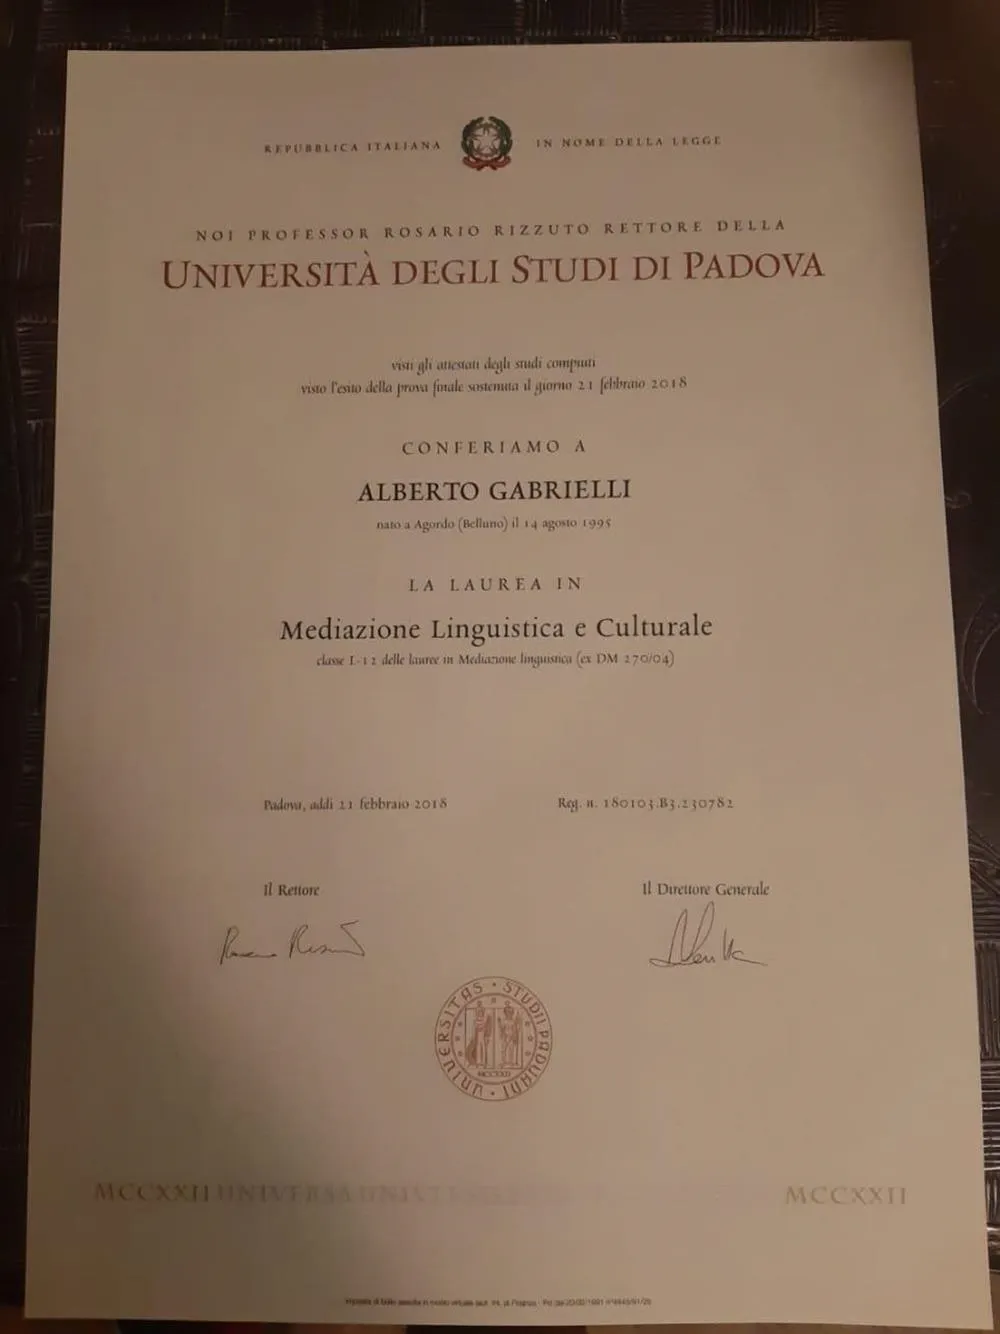 REPUBBLICA ITALIANA IN NOME DELLA LEGGE
NOI PROFESSOR ROSARIO RIZZUTO RETTORE DELLA
UNIVERSITÀ DEGLI STUDI DI PADOVA
visti gli attestati degli studi compiuti
visto l'esito della prova finale sostenuta il giorno 21 febbraio 2018
CONFERIAMO A
ALBERTO GABRIELLI
nato a Agordo (Belluno) il 14 agosto 1995
LA LAUREA IN
Mediazione Linguistica e Culturale
classe L-12 delle lauree in Mediazione linguistica (ex DM 270/04)
Padova, addì 21 febbraio 2018 Reg. n. 180103.B3.230782
Il Rettore Il Direttore Generale
UNIVERSITAS · STUDII PADUANI ·
MCCXXII
MCCXXII MCCXXII